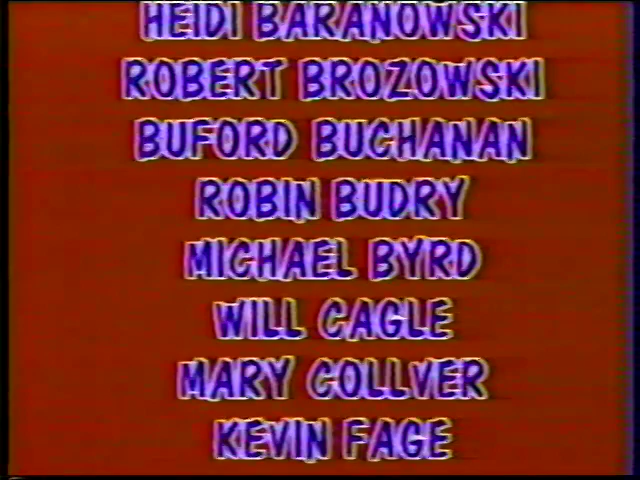 HEIDI BARANOWSKI
ROBERT BROZOWSKI
BUFORD BUCHANAN
ROBIN BUDRY
MICHAEL BYRD
WILL CAGLE
MARY COLLVER
KEVIN FAGE